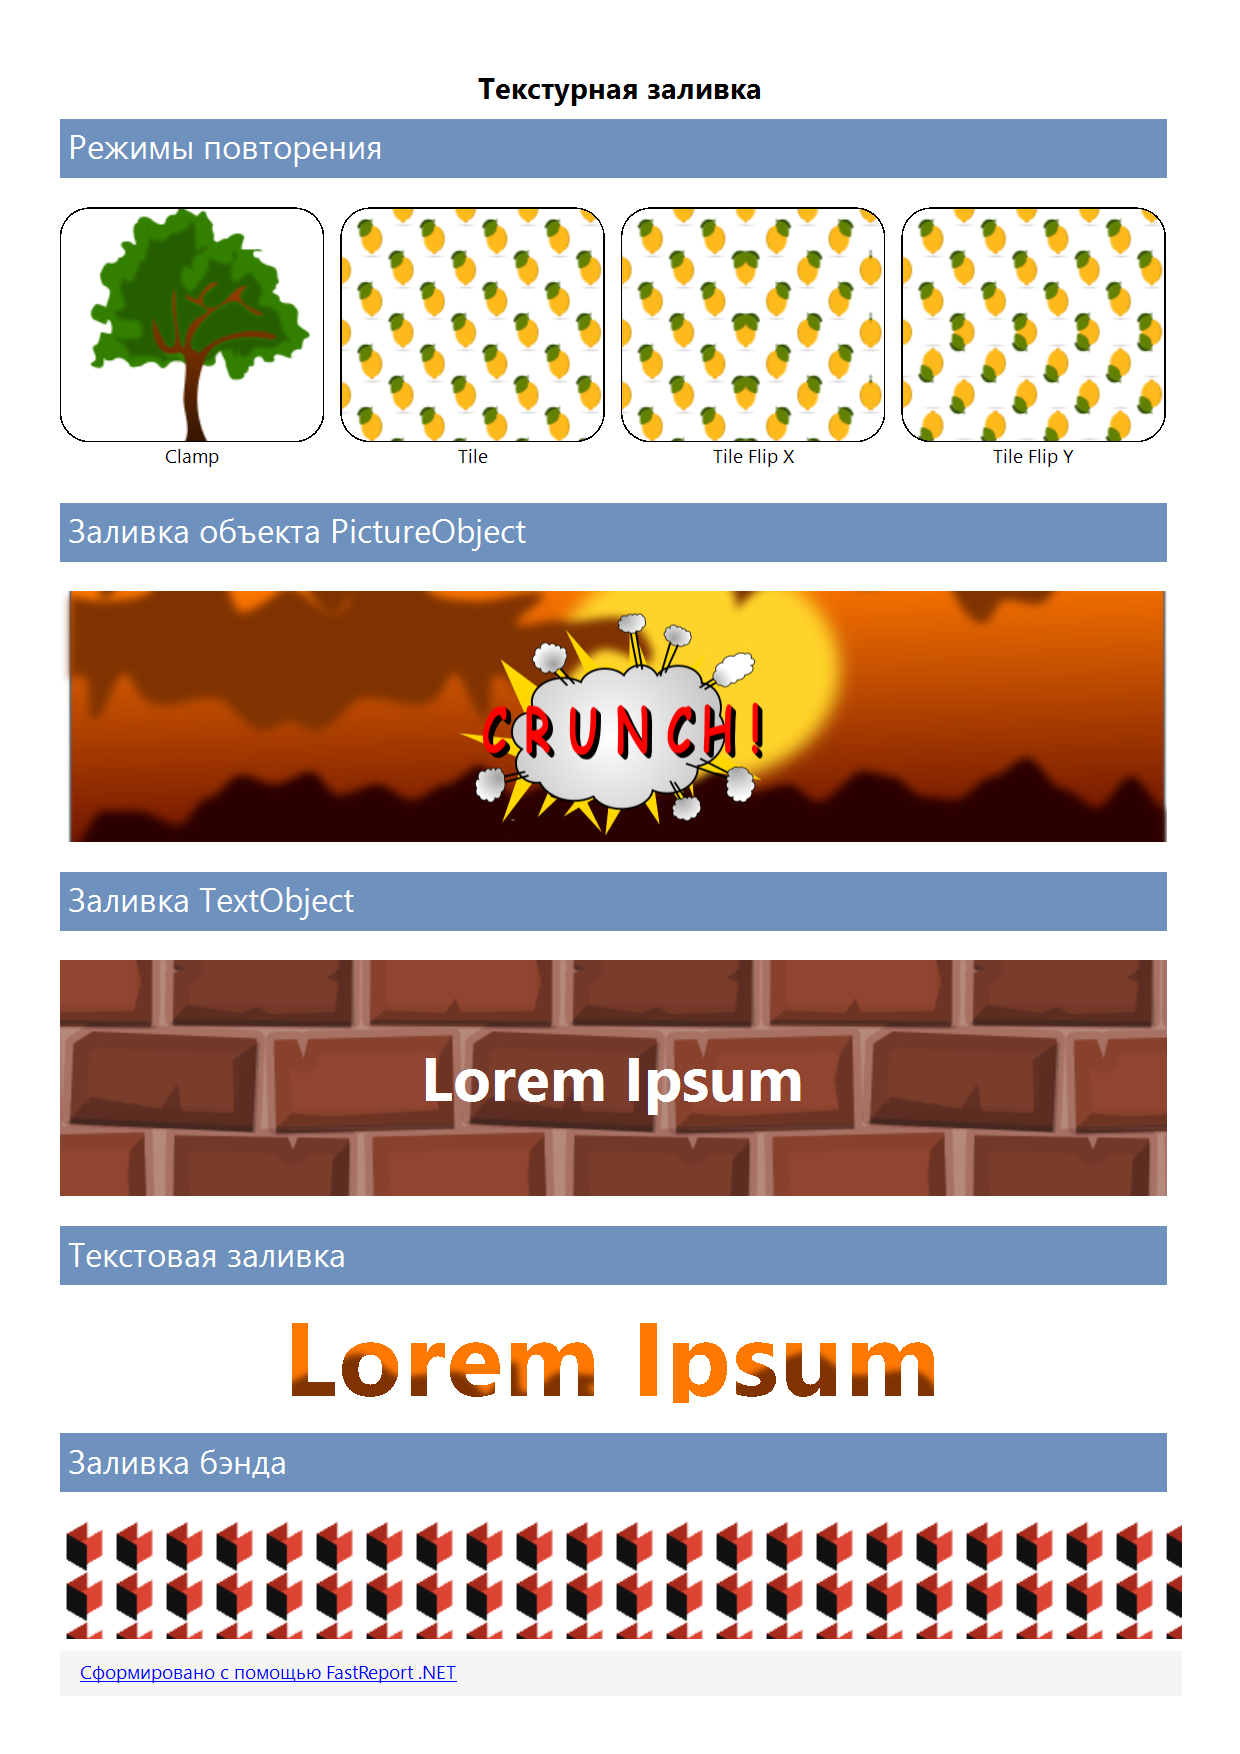 Текстурная заливка
Режимы повторения
Clamp
Tile
Tile Flip X
Tile Flip Y
Заливка объекта PictureObject
CRUNCH!
Заливка TextObject
Lorem Ipsum
Текстовая заливка
Lorem Ipsum
Заливка бэнда
Сформировано с помощью FastReport .NET